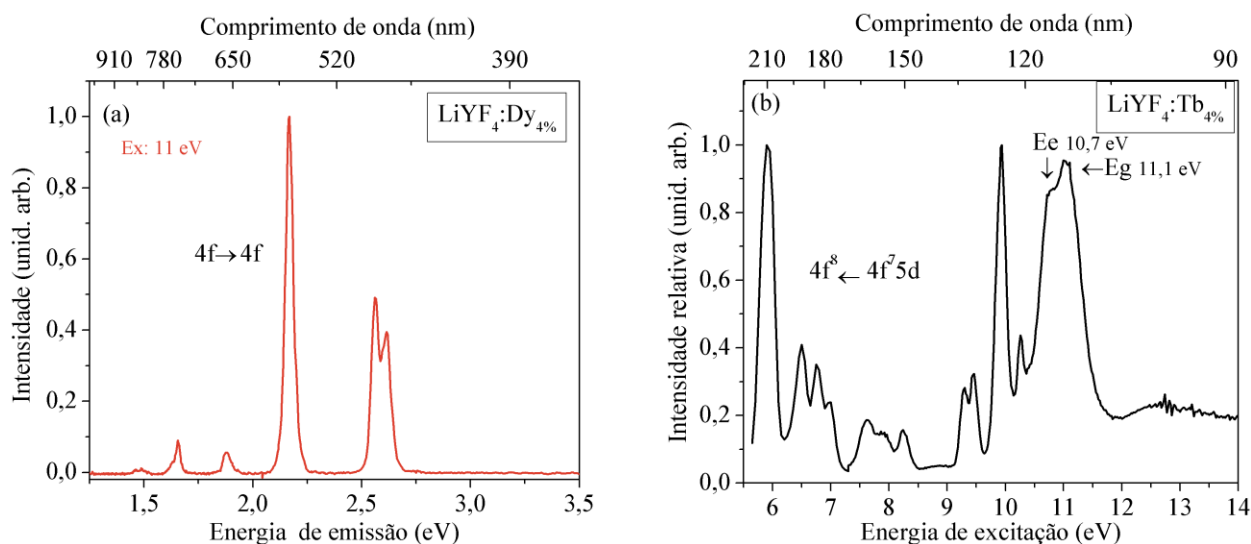 Comprimento de onda (nm)
910 780 650 520 390
(a)
LiYF4:Dy4%
Ex: 11 eV
4f→4f
Intensidade (unid. arb.)
1,0
0,8
0,6
0,4
0,2
0,0
1,5 2,0 2,5 3,0 3,5
Energia de emissão (eV)
Comprimento de onda (nm)
210 180 150 120 90
(b)
LiYF4:Tb4%
Ee 10,7 eV
↓ ←Eg 11,1 eV
4f⁸← 4f⁷5d
Intensidade relativa (unid. arb.)
1,0
0,8
0,6
0,4
0,2
0,0
6 7 8 9 10 11 12 13 14
Energia de excitação (eV)